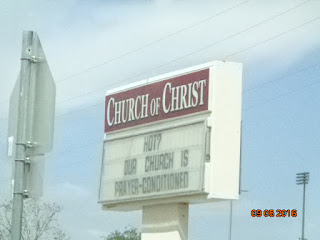 CHURCH OF CHRIST
HOT?
OUR CHURCH IS
PRAYER-CONDITIONED
09 08 2016